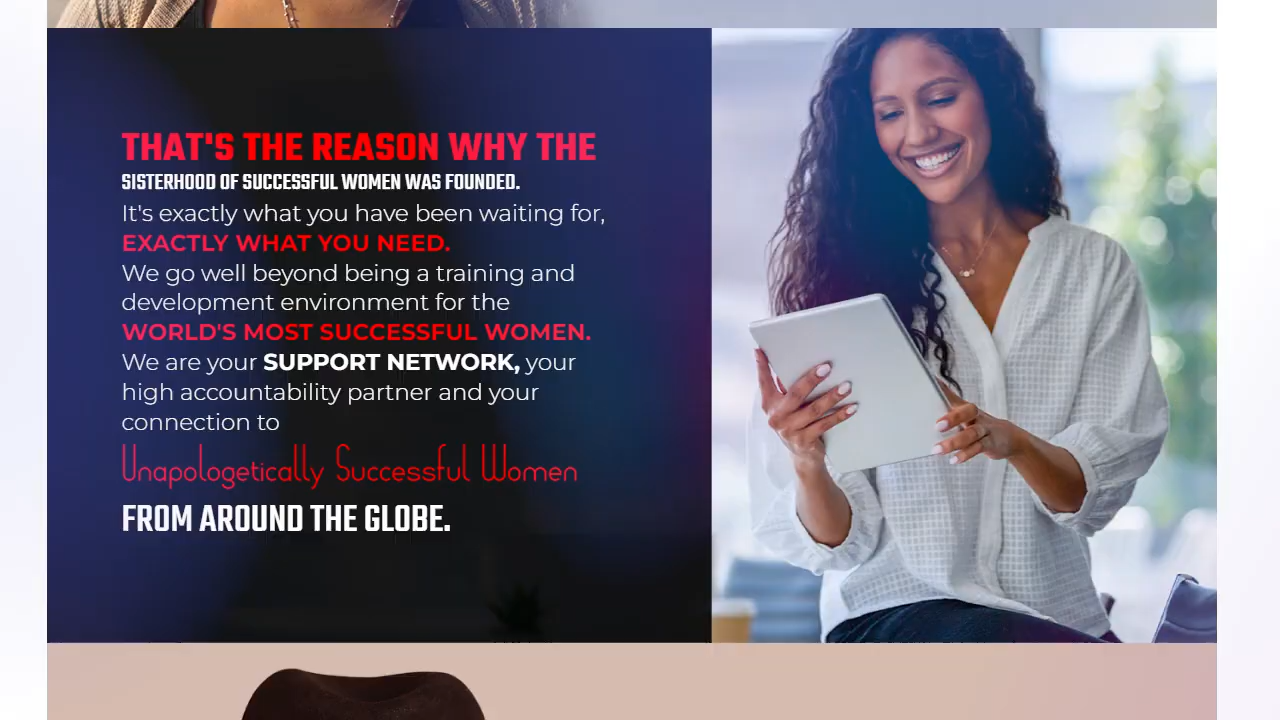 THAT'S THE REASON WHY THE
SISTERHOOD OF SUCCESSFUL WOMEN WAS FOUNDED.
It's exactly what you have been waiting for,
EXACTLY WHAT YOU NEED.
We go well beyond being a training and
development environment for the
WORLD'S MOST SUCCESSFUL WOMEN.
We are your SUPPORT NETWORK, your
high accountability partner and your
connection to
Unapologetically Successful Women
FROM AROUND THE GLOBE.